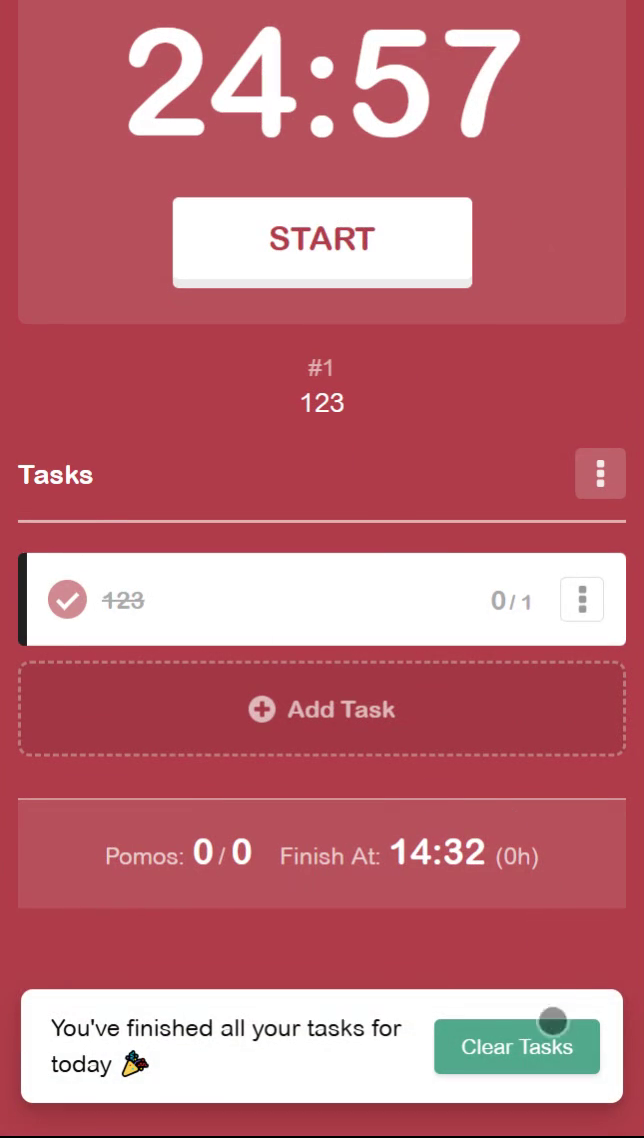 24:57
START
#1
123
Tasks
123 0/1
Add Task
Pomos: 0/0 Finish At: 14:32 (0h)
You've finished all your tasks for
today 🎉
Clear Tasks